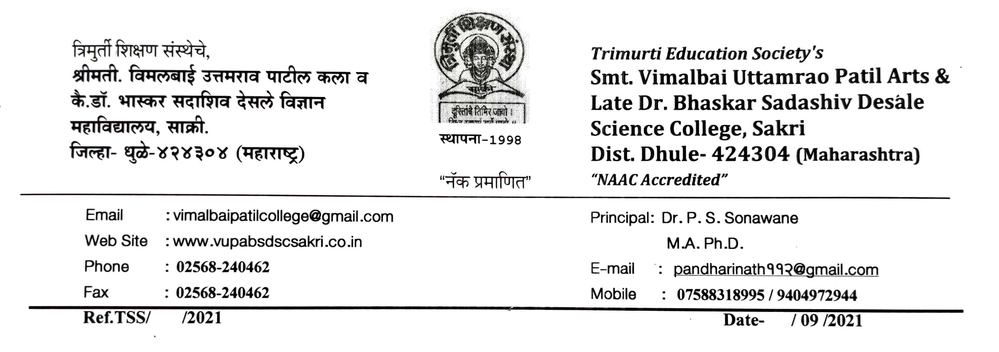 त्रिमुर्ती शिक्षण संस्थेचे,
श्रीमती. विमलबाई उत्तमराव पाटील कला व
कै.डॉ. भास्कर सदाशिव देसले विज्ञान
महाविद्यालय, साक्री.
जिल्हा- धुळे-४२४३०४ (महाराष्ट्र)
त्रिमुर्ती शिक्षण संस्था
दुरितांचे तिमिर जावो ।
स्थापना-1998
“नॅक प्रमाणित”
Trimurti Education Society's
Smt. Vimalbai Uttamrao Patil Arts &
Late Dr. Bhaskar Sadashiv Desale
Science College, Sakri
Dist. Dhule- 424304 (Maharashtra)
“NAAC Accredited”
Email : vimalbaipatilcollege@gmail.com
Web Site : www.vupabsdscsakri.co.in
Phone : 02568-240462
Fax : 02568-240462
Principal: Dr. P. S. Sonawane
M.A. Ph.D.
E-mail : pandharinath११२@gmail.com
Mobile : 07588318995 / 9404972944
Ref.TSS/ /2021
Date- / 09 /2021